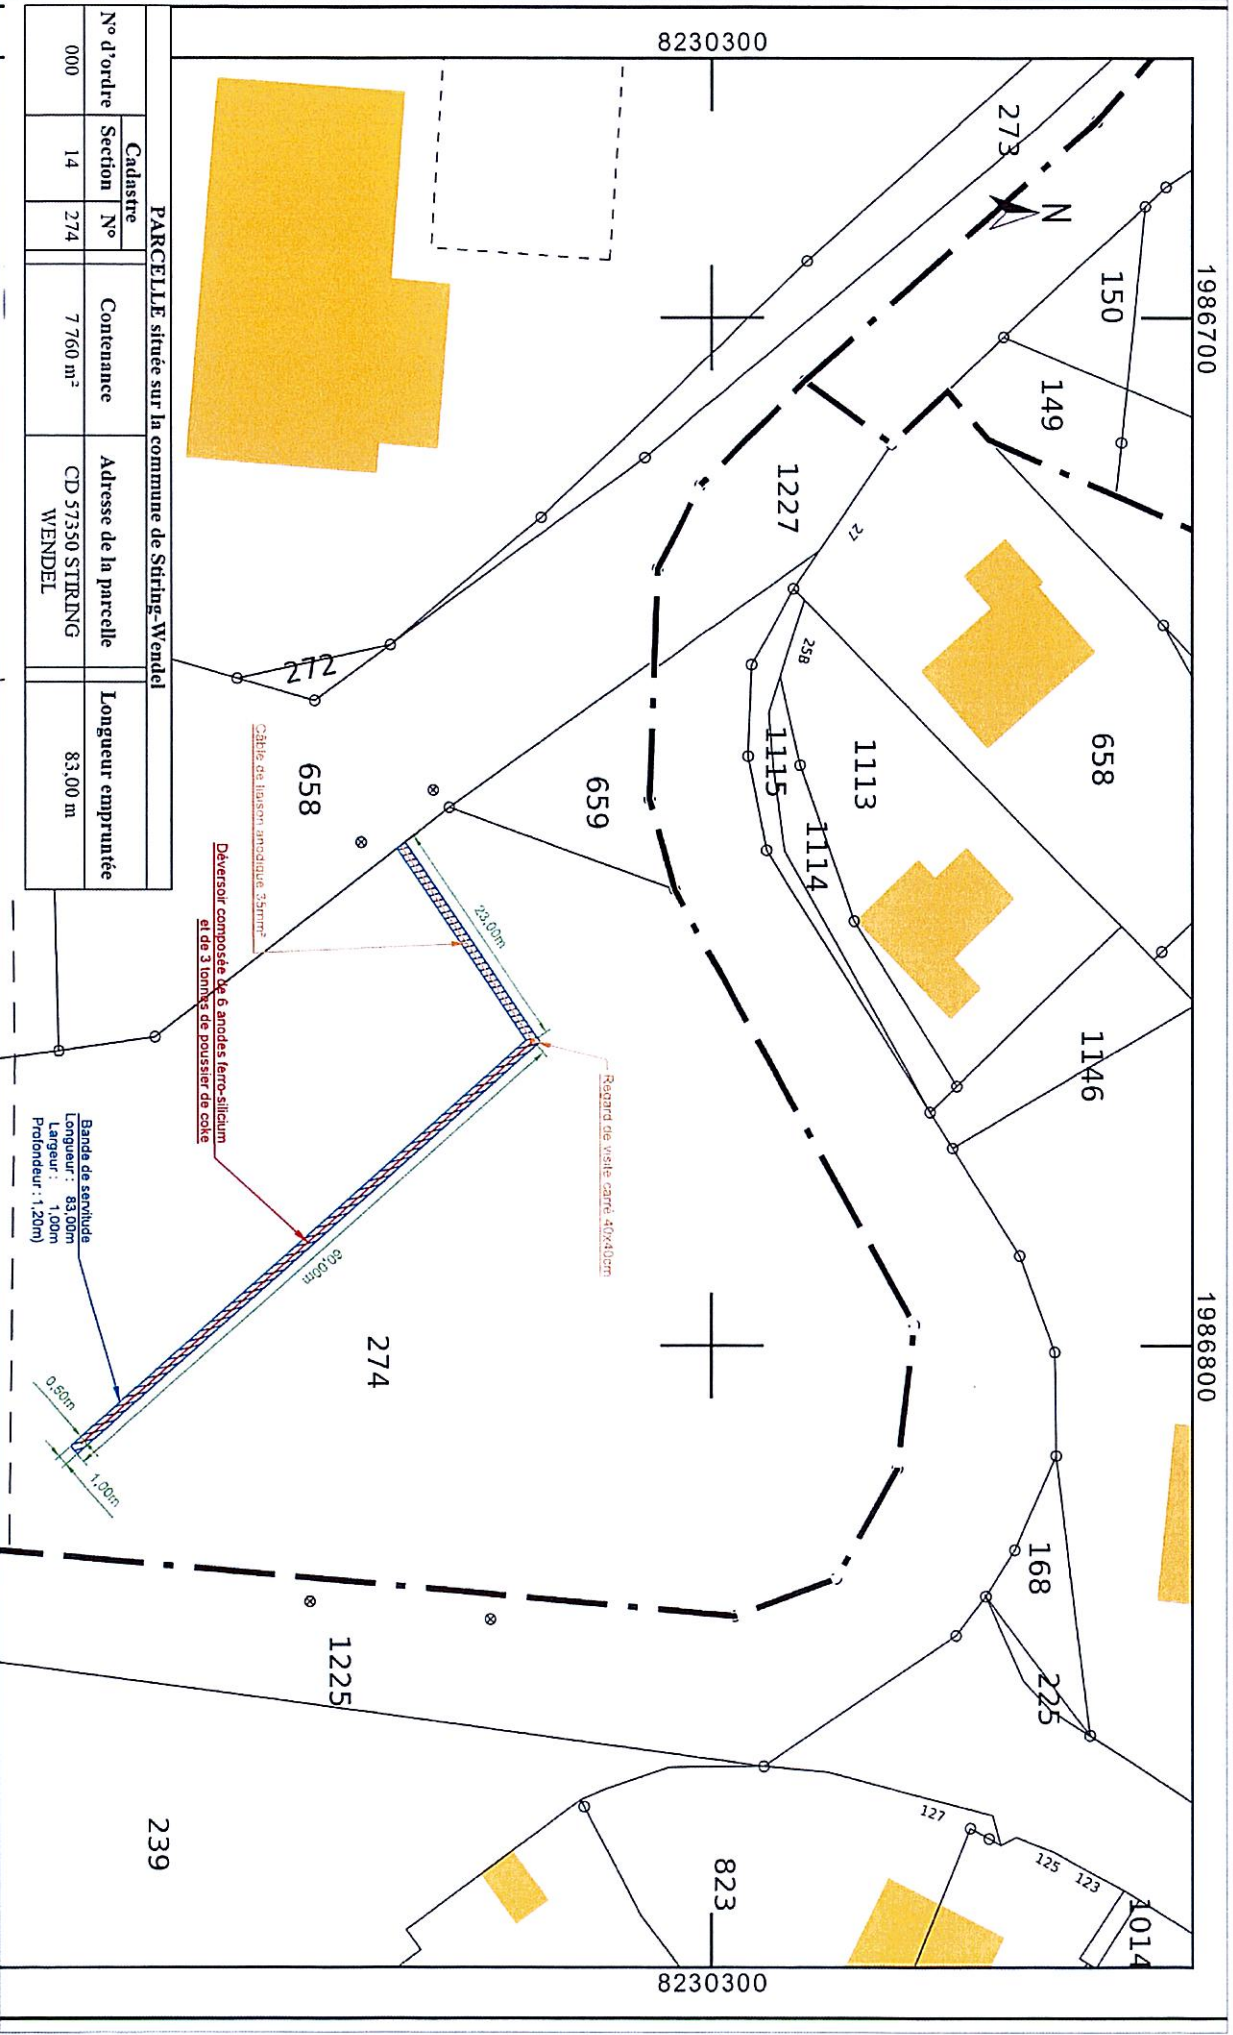 1986700
1986800
8230300
8230300
N
273
150
149
1227
27
25B
1115
1113
1114
658
1146
272
658
659
274
168
225
1225
239
823
127
125
123
1014
Câble de liaison anodique 35mm²
23,00m
Regard de visite carré 40x40cm
Déversoir composée de 6 anodes ferro-silicium
et de 3 tonnes de poussier de coke
60,00m
Bande de servitude
Longueur : 83,00m
Largeur : 1,00m
Profondeur : 1,20m)
0,50m
1,00m
PARCELLE située sur la commune de Stiring-Wendel
Cadastre
N° d'ordre Section N° Contenance Adresse de la parcelle Longueur empruntée
000 14 274 7 760 m² CD 57350 STIRING 83,00 m
WENDEL